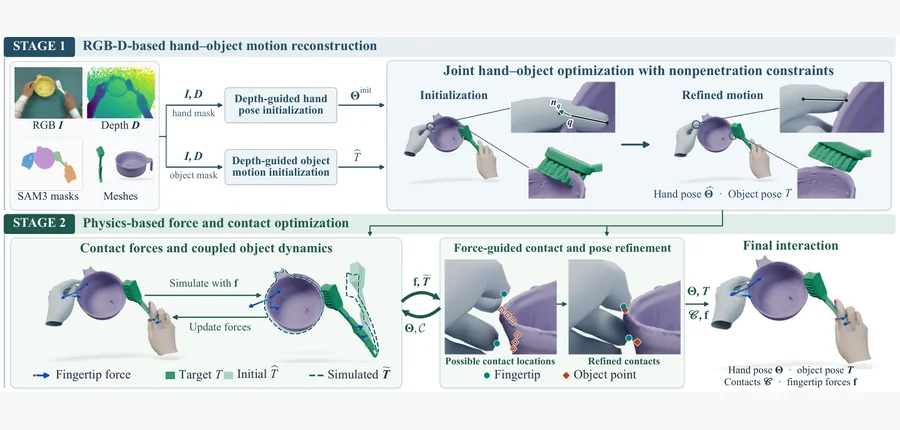 STAGE 1 RGB-D-based hand–object motion reconstruction
RGB I
Depth D
SAM3 masks
Meshes
I, D
hand mask
Depth-guided hand
pose initialization
Θ^init
I, D
object mask
Depth-guided object
motion initialization
T̂
Joint hand–object optimization with nonpenetration constraints
Initialization
n_q
q
Refined motion
Hand pose Θ̂ · Object pose T
STAGE 2 Physics-based force and contact optimization
Contact forces and coupled object dynamics
Simulate with f
Update forces
Fingertip force
Target T
Initial T̂
Simulated T̃
f, T̃
Θ, 𝒞
Force-guided contact and pose refinement
Possible contact locations
Refined contacts
Fingertip
Object point
Θ, T
𝒞, f
Final interaction
Hand pose Θ · object pose T
Contacts 𝒞 · fingertip forces f